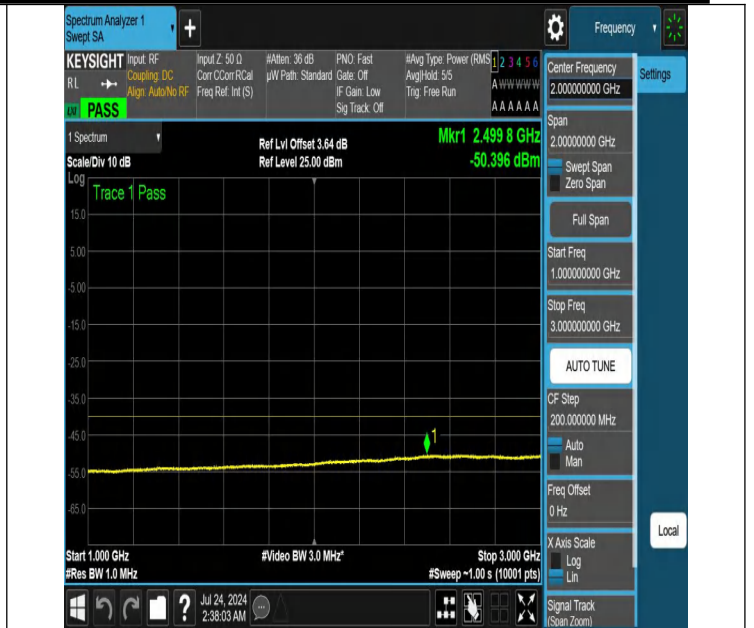 Spectrum Analyzer 1
Swept SA
+
Frequency
KEYSIGHT
RL
PASS
Input: RF
Coupling: DC
Align: Auto/No RF
Input Z: 50 Ω
Corr CCorr RCal
Freq Ref: Int (S)
#Atten: 36 dB
µW Path: Standard
PNO: Fast
Gate: Off
IF Gain: Low
Sig Track: Off
#Avg Type: Power (RMS
Avg|Hold: 5/5
Trig: Free Run
1 2 3 4 5 6
A W W W W W
A A A A A A
1 Spectrum
Scale/Div 10 dB
Ref Lvl Offset 3.64 dB
Ref Level 25.00 dBm
Mkr1 2.499 8 GHz
-50.396 dBm
Log
Trace 1 Pass
15.0
5.00
-5.00
-15.0
-25.0
-35.0
-45.0
-55.0
-65.0
1
Start 1.000 GHz
#Res BW 1.0 MHz
#Video BW 3.0 MHz*
Stop 3.000 GHz
#Sweep ~1.00 s (10001 pts)
?
Jul 24, 2024
2:38:03 AM
Center Frequency
2.000000000 GHz
Span
2.00000000 GHz
Swept Span
Zero Span
Full Span
Start Freq
1.000000000 GHz
Stop Freq
3.000000000 GHz
AUTO TUNE
CF Step
200.000000 MHz
Auto
Man
Freq Offset
0 Hz
X Axis Scale
Log
Lin
Signal Track
(Span Zoom)
Settings
Local